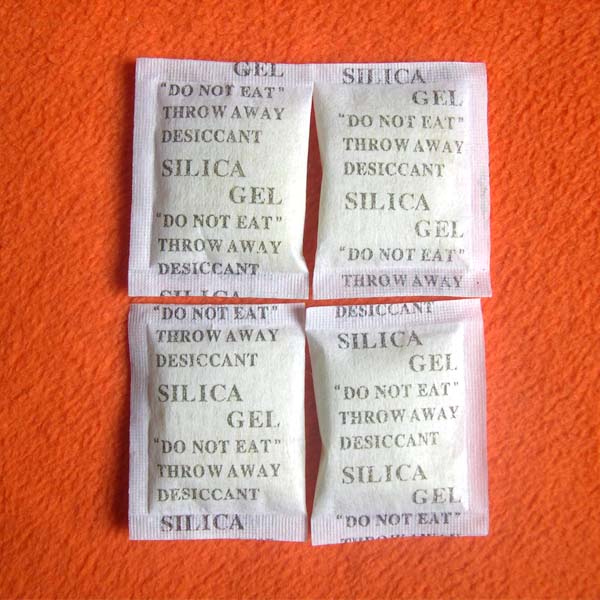 GEL
"DO NOT EAT"
THROW AWAY
DESICCANT
SILICA
GEL
"DO NOT EAT"
THROW AWAY
DESICCANT
SILICA
SILICA
GEL
"DO NOT EAT"
THROW AWAY
DESICCANT
SILICA
GEL
"DO NOT EAT"
THROW AWAY
"DO NOT EAT"
THROW AWAY
DESICCANT
SILICA
GEL
"DO NOT EAT"
THROW AWAY
DESICCANT
SILICA
DESICCANT
SILICA
GEL
"DO NOT EAT"
THROW AWAY
DESICCANT
SILICA
GEL
"DO NOT EAT"
THROW AWAY